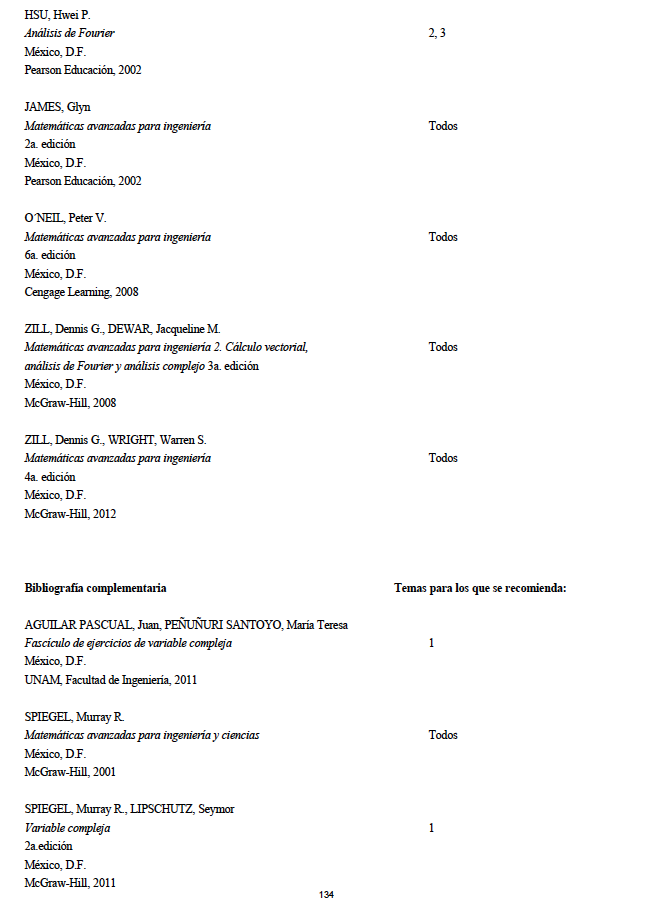 HSU, Hwei P.
Análisis de Fourier 2, 3
México, D.F.
Pearson Educación, 2002
JAMES, Glyn
Matemáticas avanzadas para ingeniería Todos
2a. edición
México, D.F.
Pearson Educación, 2002
O´NEIL, Peter V.
Matemáticas avanzadas para ingeniería Todos
6a. edición
México, D.F.
Cengage Learning, 2008
ZILL, Dennis G., DEWAR, Jacqueline M.
Matemáticas avanzadas para ingeniería 2. Cálculo vectorial, Todos
análisis de Fourier y análisis complejo 3a. edición
México, D.F.
McGraw-Hill, 2008
ZILL, Dennis G., WRIGHT, Warren S.
Matemáticas avanzadas para ingeniería Todos
4a. edición
México, D.F.
McGraw-Hill, 2012
Bibliografía complementaria Temas para los que se recomienda:
AGUILAR PASCUAL, Juan, PEÑUÑURI SANTOYO, María Teresa
Fascículo de ejercicios de variable compleja 1
México, D.F.
UNAM, Facultad de Ingeniería, 2011
SPIEGEL, Murray R.
Matemáticas avanzadas para ingeniería y ciencias Todos
México, D.F.
McGraw-Hill, 2001
SPIEGEL, Murray R., LIPSCHUTZ, Seymor
Variable compleja 1
2a.edición
México, D.F.
McGraw-Hill, 2011
134